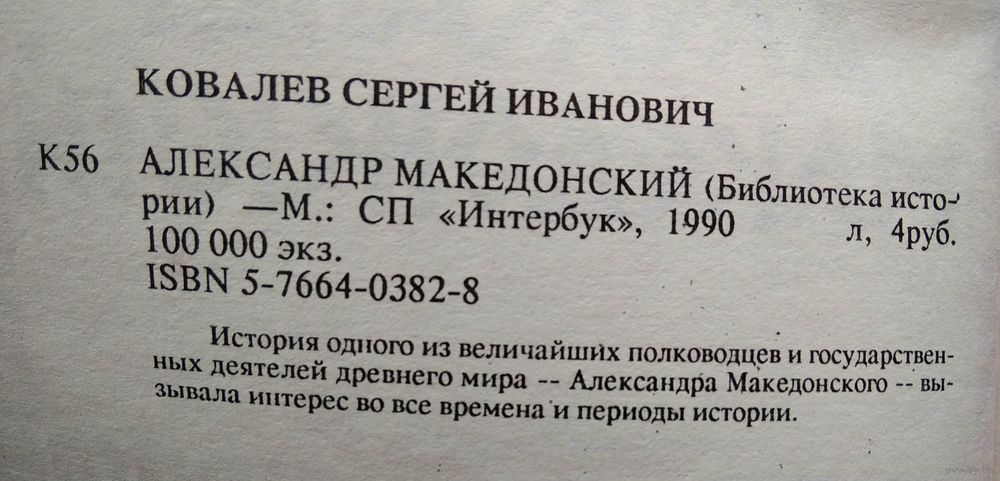 КОВАЛЕВ СЕРГЕЙ ИВАНОВИЧ
К56 АЛЕКСАНДР МАКЕДОНСКИЙ (Библиотека исто-
рии) —М.: СП «Интербук», 1990 л, 4руб.
100 000 экз.
ISBN 5-7664-0382-8
История одного из величайших полководцев и государствен-
ных деятелей древнего мира -- Александра Македонского -- вы-
зывала интерес во все времена и периоды истории.